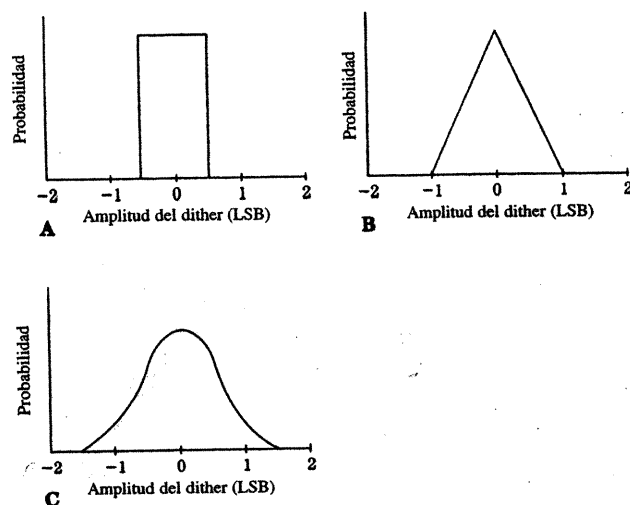 Probabilidad
−2 −1 0 1 2
Amplitud del dither (LSB)
A
Probabilidad
−2 −1 0 1 2
Amplitud del dither (LSB)
B
Probabilidad
−2 −1 0 1 2
Amplitud del dither (LSB)
C